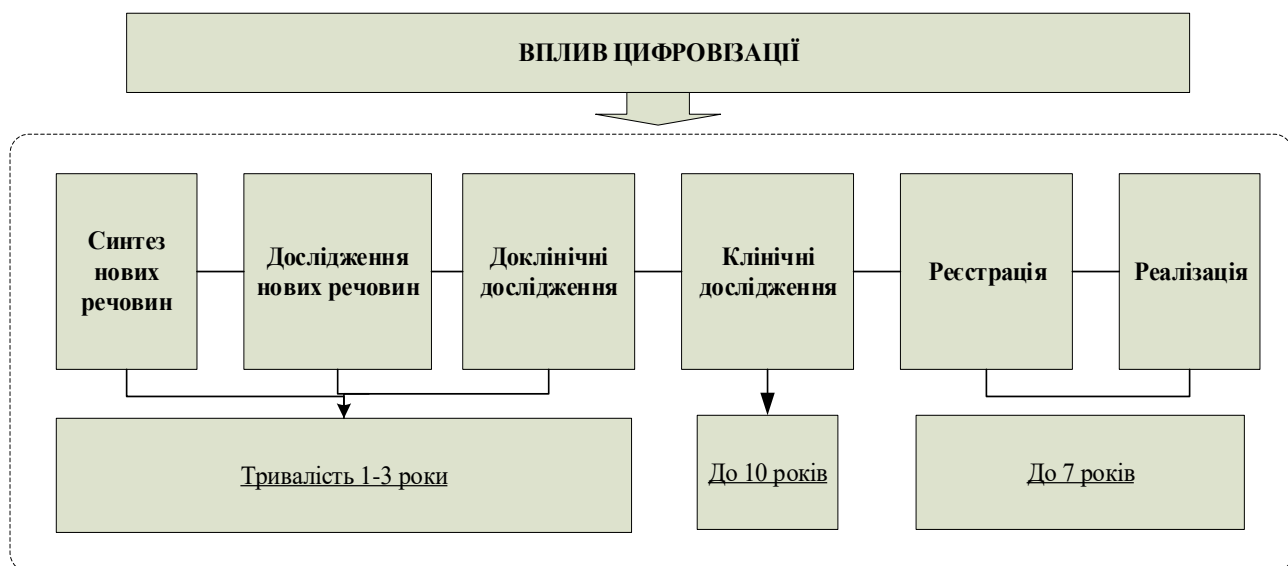 ВПЛИВ ЦИФРОВІЗАЦІЇ
Синтез
нових
речовин
Дослідження
нових речовин
Доклінічні
дослідження
Клінічні
дослідження
Реєстрація
Реалізація
Тривалість 1-3 роки
До 10 років
До 7 років